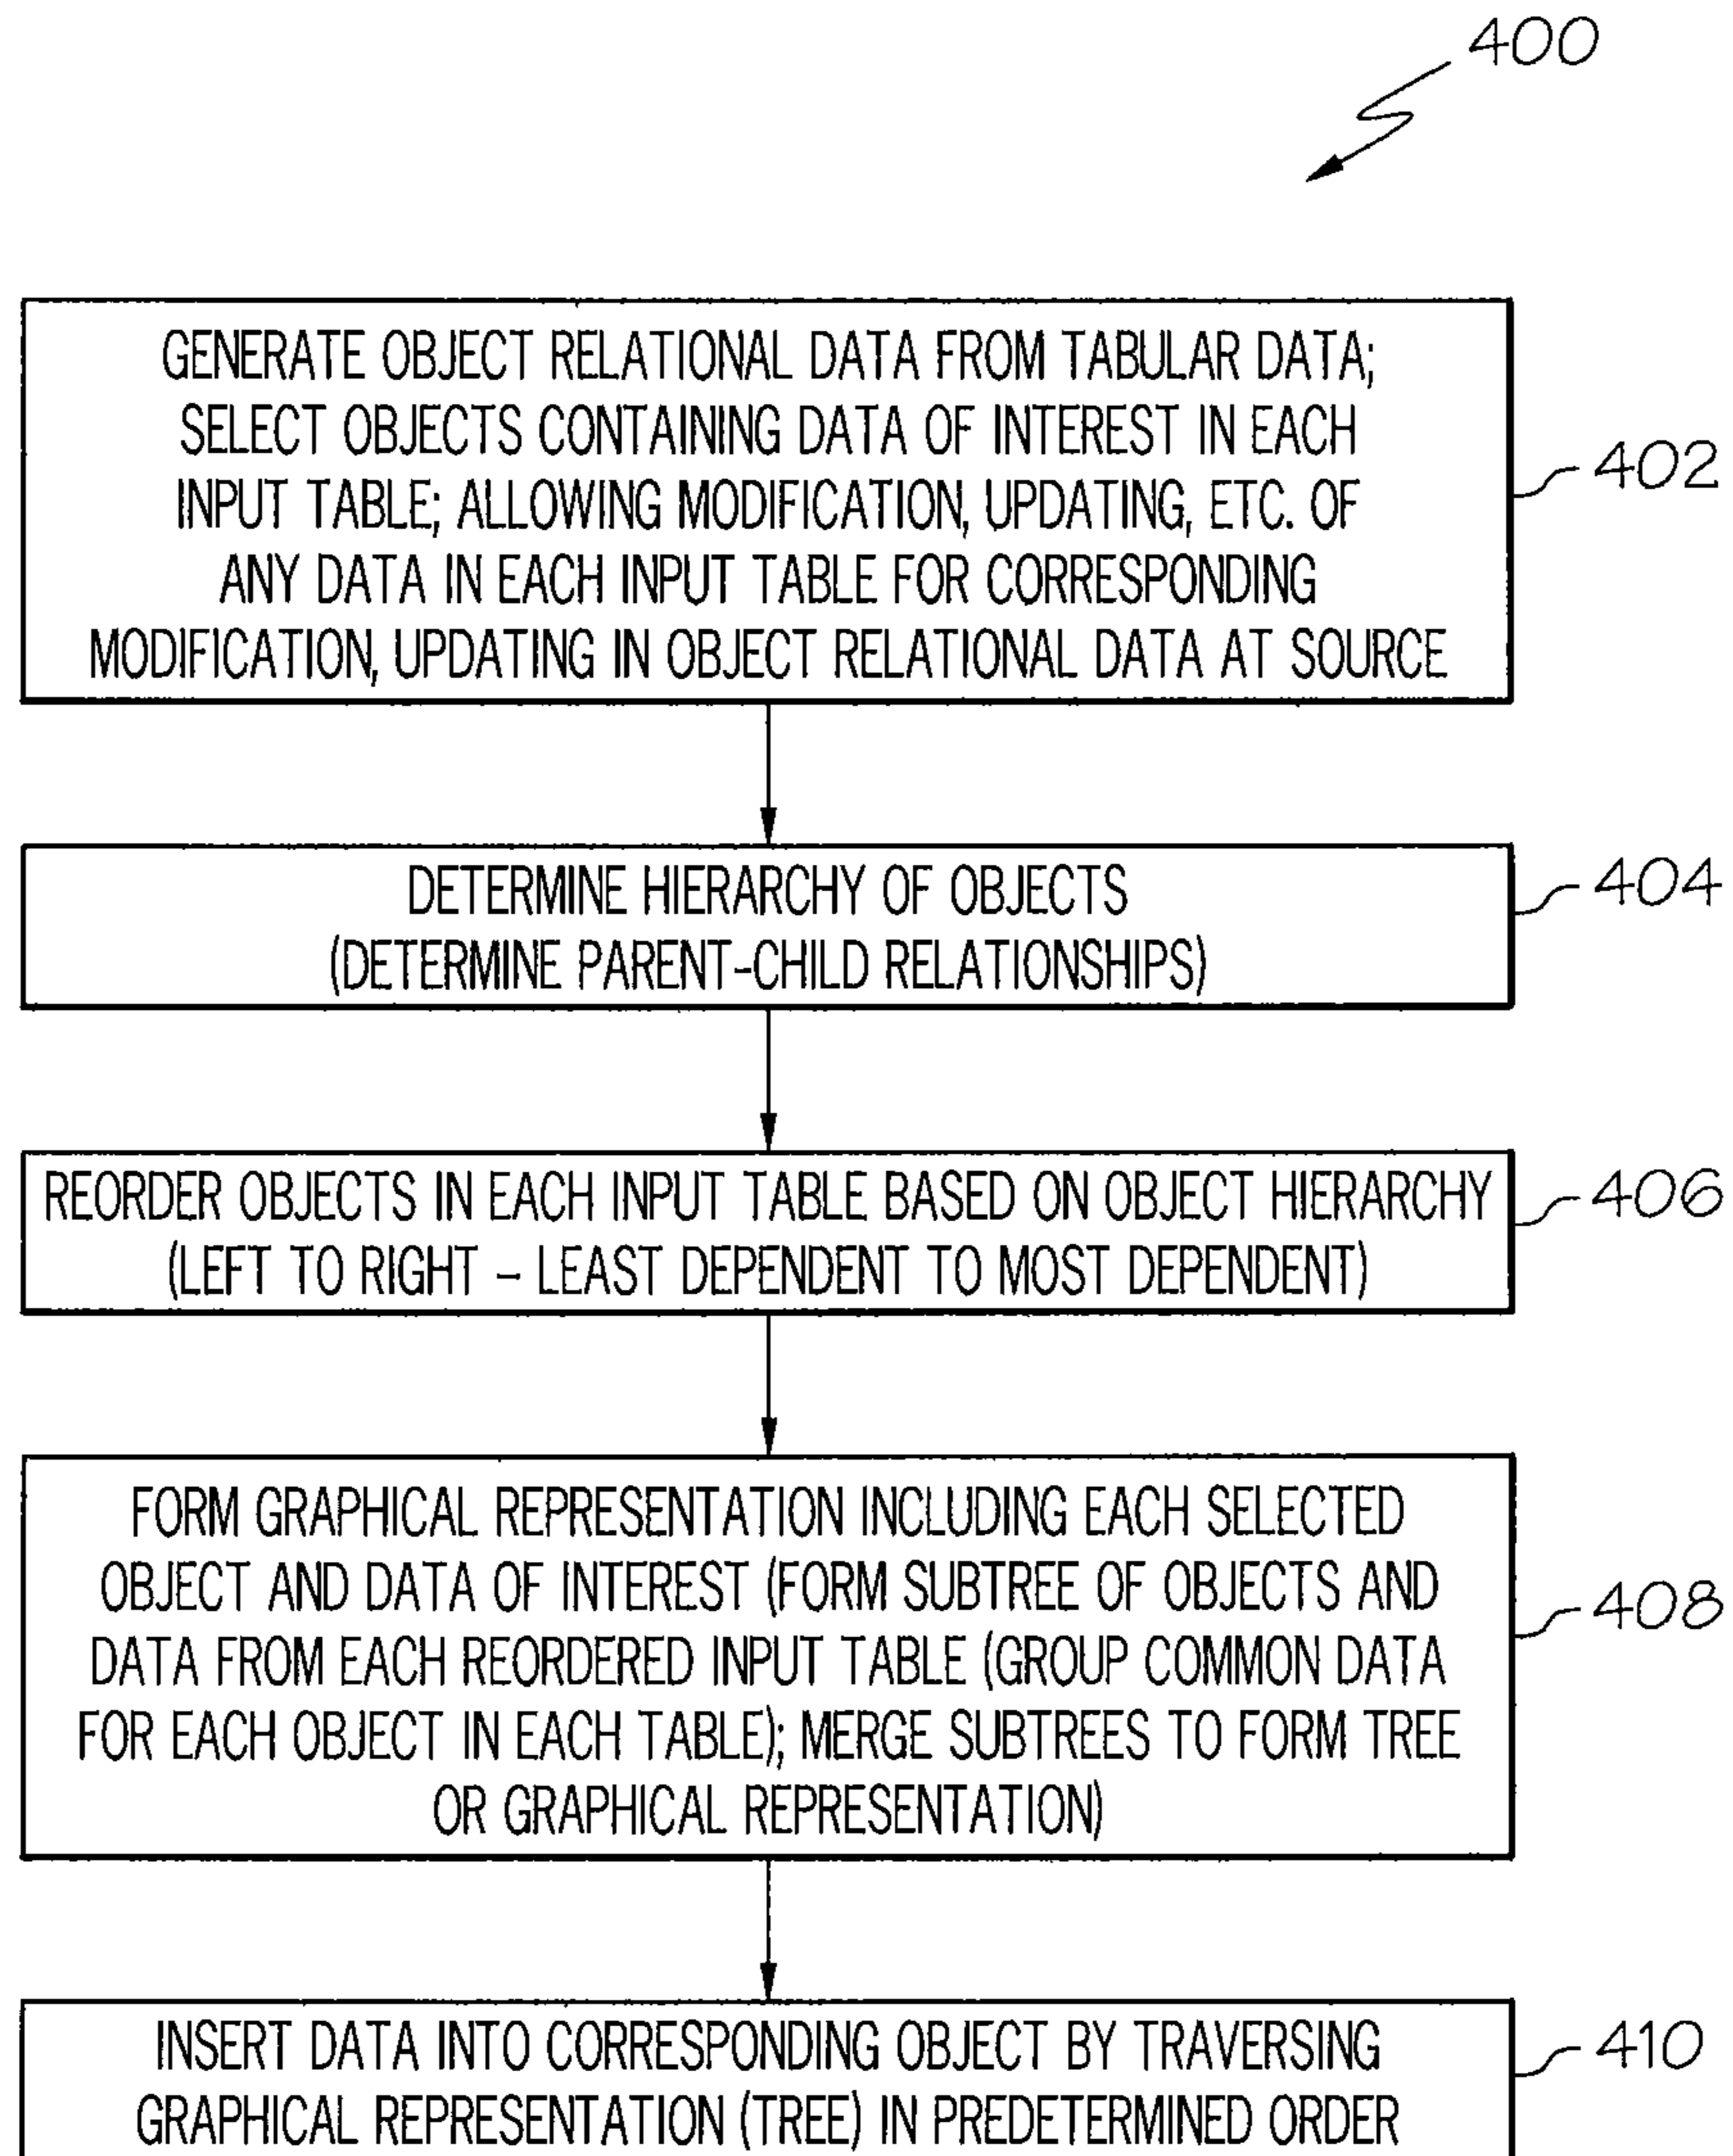 400
GENERATE OBJECT RELATIONAL DATA FROM TABULAR DATA;
SELECT OBJECTS CONTAINING DATA OF INTEREST IN EACH
INPUT TABLE; ALLOWING MODIFICATION, UPDATING, ETC. OF
ANY DATA IN EACH INPUT TABLE FOR CORRESPONDING
MODIFICATION, UPDATING IN OBJECT RELATIONAL DATA AT SOURCE
402
DETERMINE HIERARCHY OF OBJECTS
(DETERMINE PARENT-CHILD RELATIONSHIPS)
404
REORDER OBJECTS IN EACH INPUT TABLE BASED ON OBJECT HIERARCHY
(LEFT TO RIGHT – LEAST DEPENDENT TO MOST DEPENDENT)
406
FORM GRAPHICAL REPRESENTATION INCLUDING EACH SELECTED
OBJECT AND DATA OF INTEREST (FORM SUBTREE OF OBJECTS AND
DATA FROM EACH REORDERED INPUT TABLE (GROUP COMMON DATA
FOR EACH OBJECT IN EACH TABLE); MERGE SUBTREES TO FORM TREE
OR GRAPHICAL REPRESENTATION)
408
INSERT DATA INTO CORRESPONDING OBJECT BY TRAVERSING
GRAPHICAL REPRESENTATION (TREE) IN PREDETERMINED ORDER
410